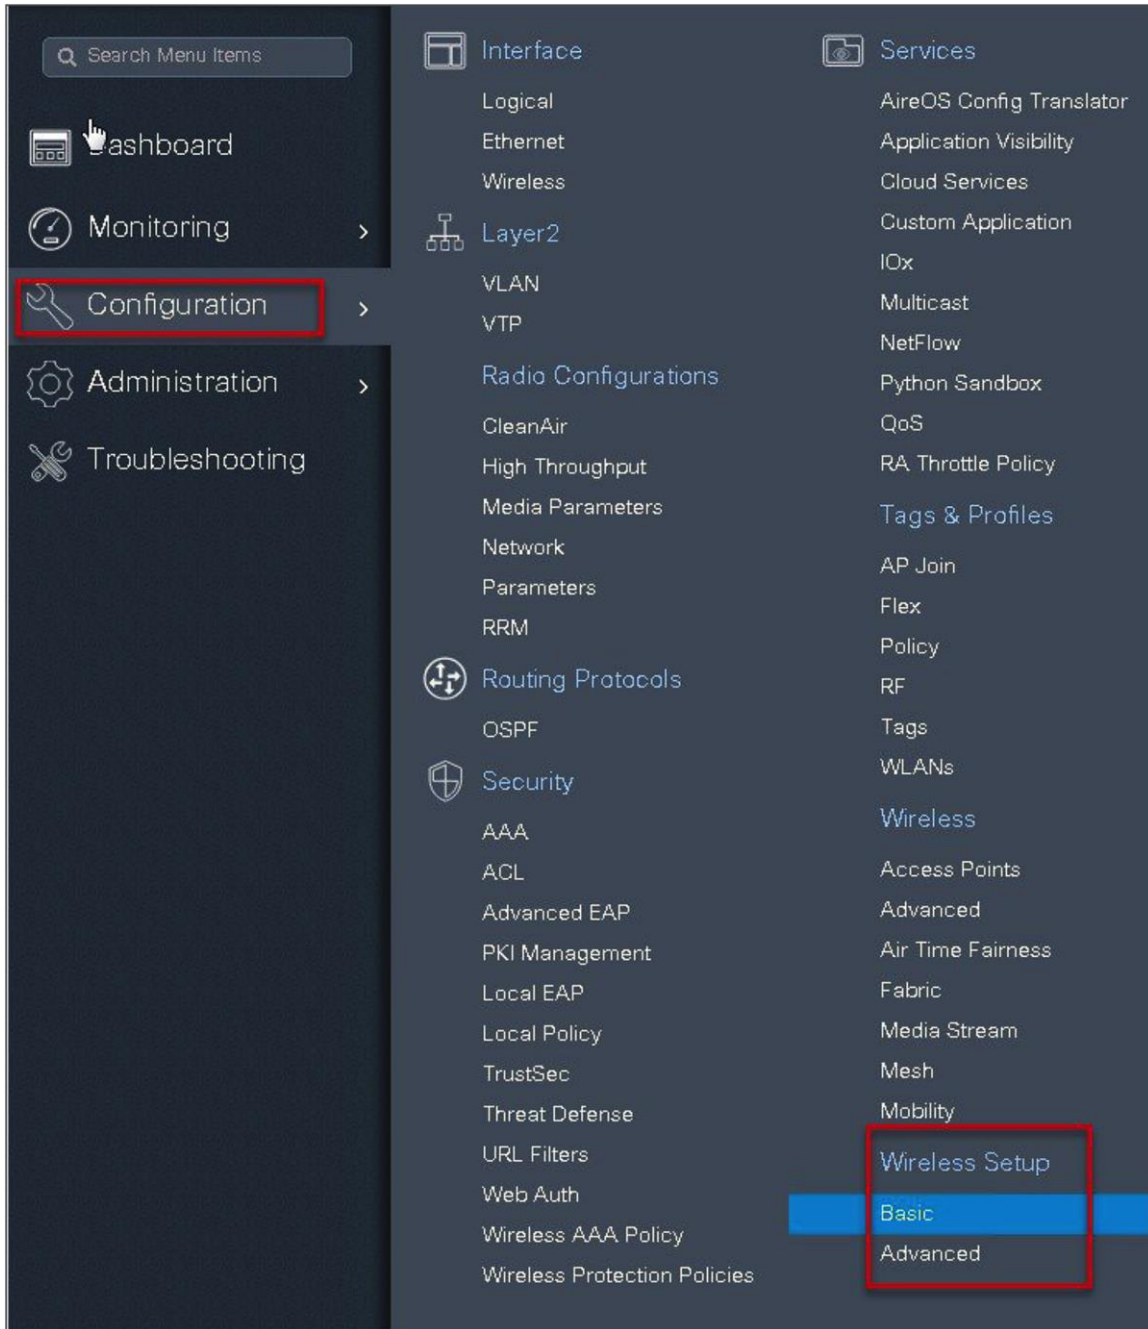 Search Menu Items
Dashboard
Monitoring
Configuration
Administration
Troubleshooting
Interface
Logical
Ethernet
Wireless
Layer2
VLAN
VTP
Radio Configurations
CleanAir
High Throughput
Media Parameters
Network
Parameters
RRM
Routing Protocols
OSPF
Security
AAA
ACL
Advanced EAP
PKI Management
Local EAP
Local Policy
TrustSec
Threat Defense
URL Filters
Web Auth
Wireless AAA Policy
Wireless Protection Policies
Services
AireOS Config Translator
Application Visibility
Cloud Services
Custom Application
IOx
Multicast
NetFlow
Python Sandbox
QoS
RA Throttle Policy
Tags & Profiles
AP Join
Flex
Policy
RF
Tags
WLANs
Wireless
Access Points
Advanced
Air Time Fairness
Fabric
Media Stream
Mesh
Mobility
Wireless Setup
Basic
Advanced